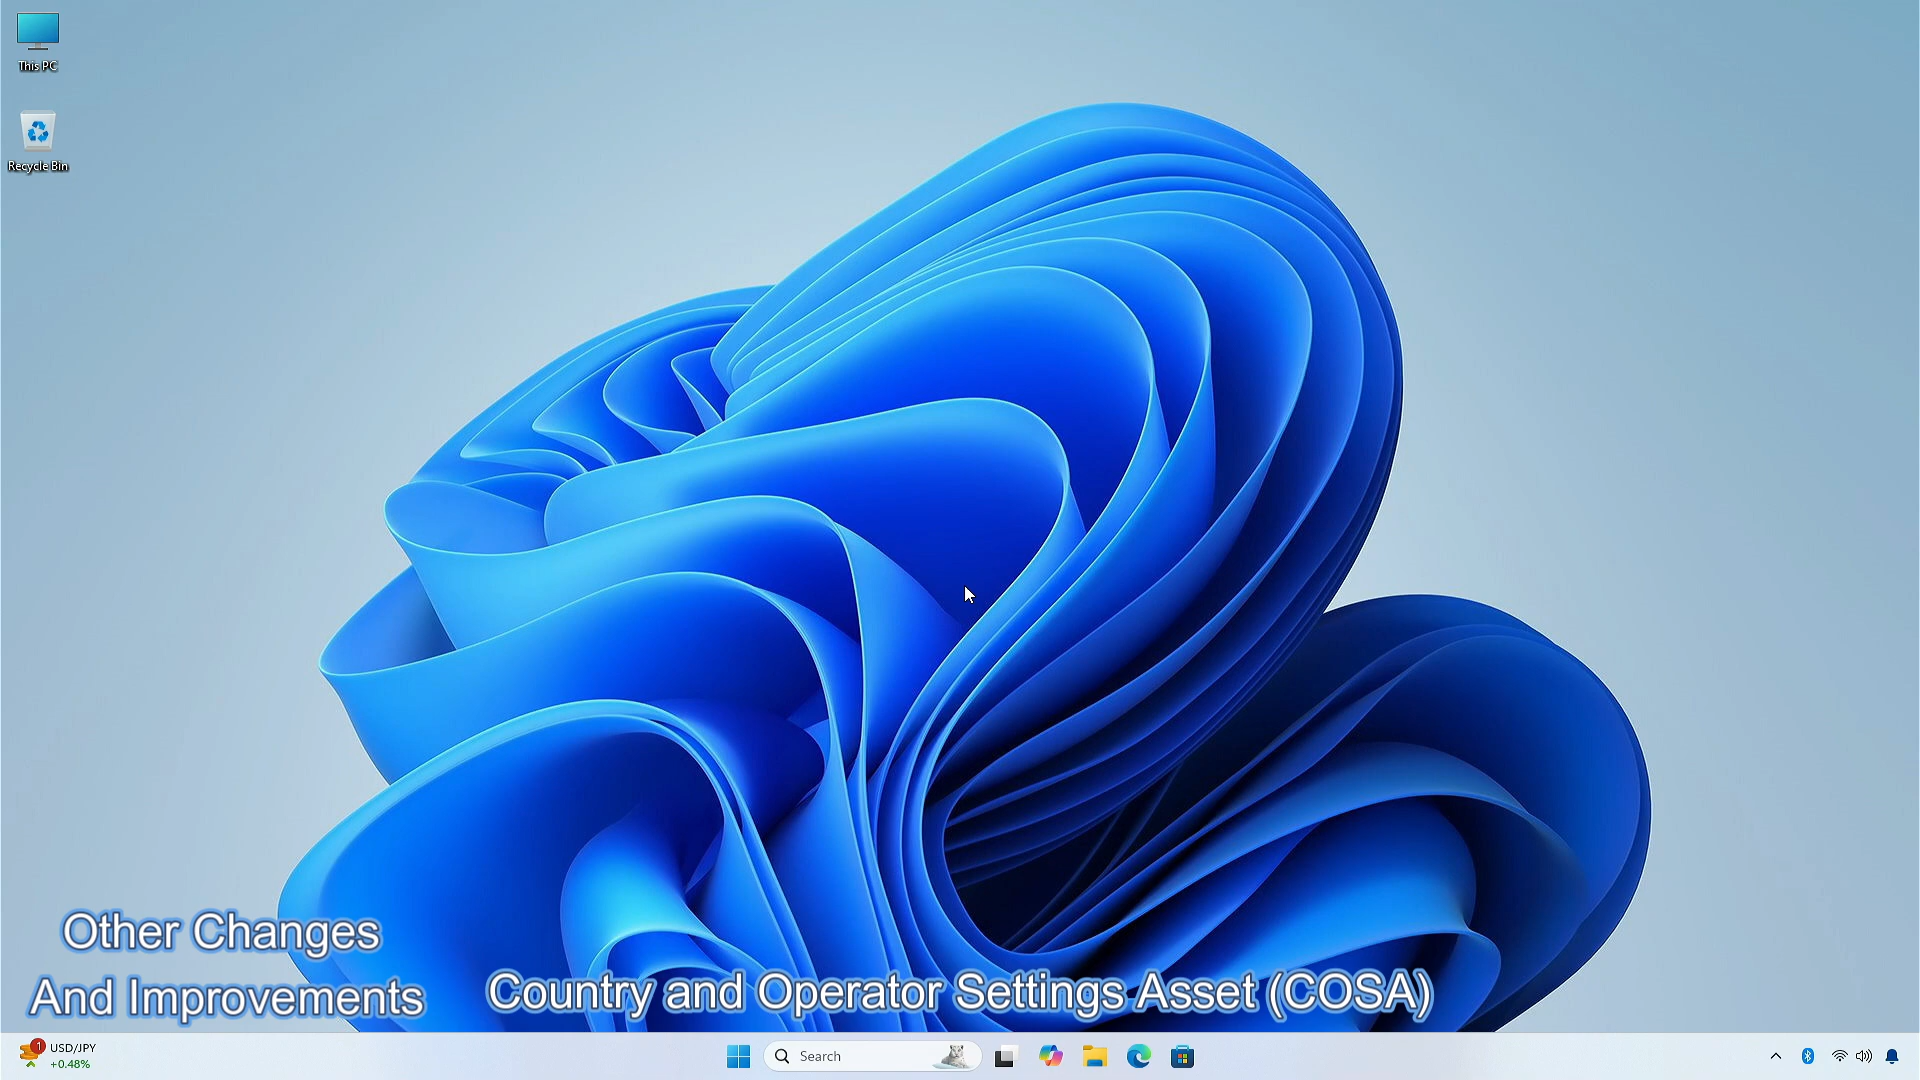 This PC
Recycle Bin
Other Changes
And Improvements
Country and Operator Settings Asset (COSA)
1
USD/JPY
+0.48%
Search